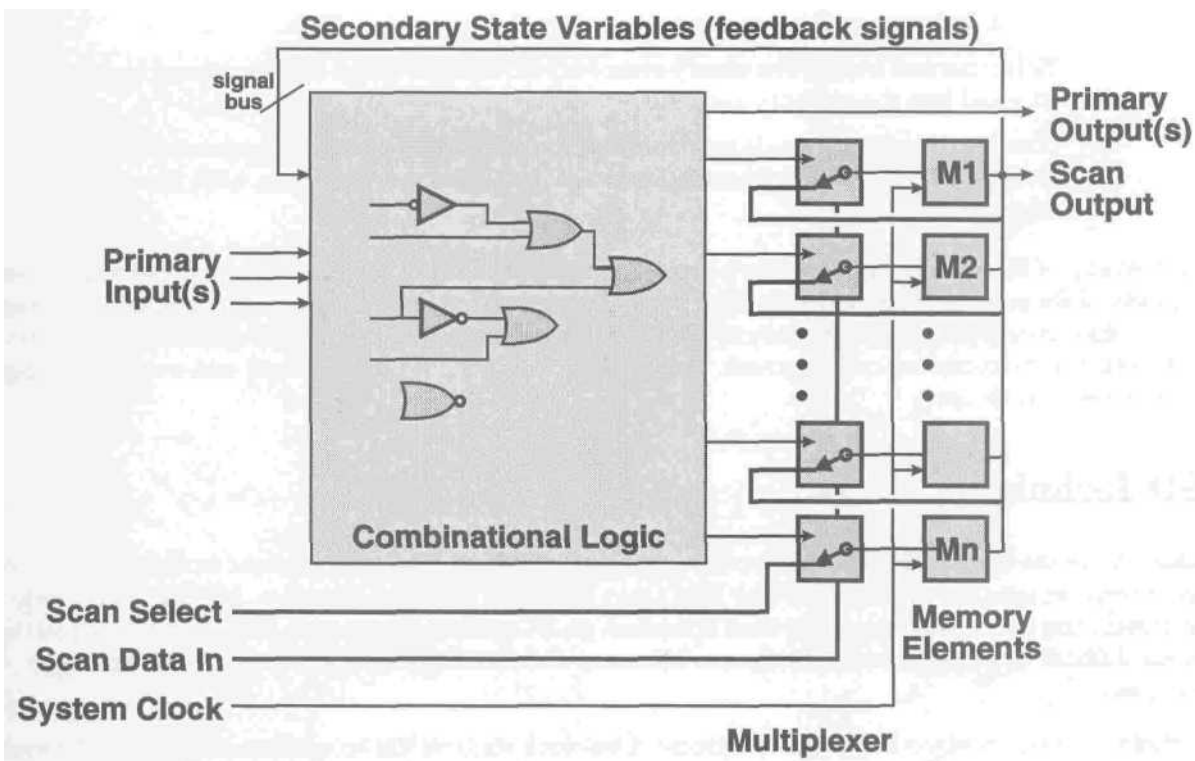 Secondary State Variables (feedback signals)
signal
bus
Primary
Output(s)
Scan
Output
M1
M2
Primary
Input(s)
Combinational Logic
Mn
Scan Select
Scan Data In
System Clock
Memory
Elements
Multiplexer